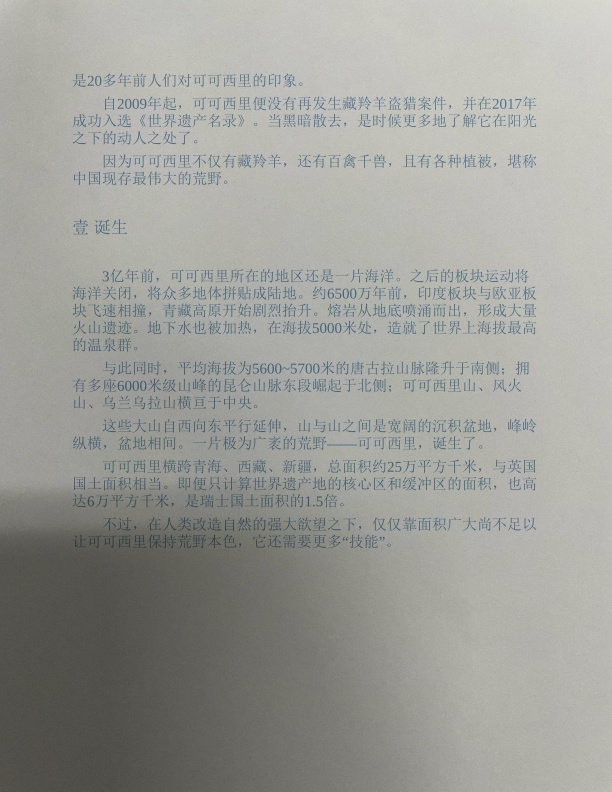 是20多年前人们对可可西里的印象。
自2009年起，可可西里便没有再发生藏羚羊盗猎案件，并在2017年
成功入选《世界遗产名录》。当黑暗散去，是时候更多地了解它在阳光
之下的动人之处了。
因为可可西里不仅有藏羚羊，还有百禽千兽，且有各种植被，堪称
中国现存最伟大的荒野。
壹 诞生
3亿年前，可可西里所在的地区还是一片海洋。之后的板块运动将
海洋关闭，将众多地体拼贴成陆地。约6500万年前，印度板块与欧亚板
块飞速相撞，青藏高原开始剧烈抬升。熔岩从地底喷涌而出，形成大量
火山遗迹。地下水也被加热，在海拔5000米处，造就了世界上海拔最高
的温泉群。
与此同时，平均海拔为5600~5700米的唐古拉山脉隆升于南侧；拥
有多座6000米级山峰的昆仑山脉东段崛起于北侧；可可西里山、风火
山、乌兰乌拉山横亘于中央。
这些大山自西向东平行延伸，山与山之间是宽阔的沉积盆地，峰岭
纵横，盆地相间。一片极为广袤的荒野——可可西里，诞生了。
可可西里横跨青海、西藏、新疆，总面积约25万平方千米，与英国
国土面积相当。即便只计算世界遗产地的核心区和缓冲区的面积，也高
达6万平方千米，是瑞士国土面积的1.5倍。
不过，在人类改造自然的强大欲望之下，仅仅靠面积广大尚不足以
让可可西里保持荒野本色，它还需要更多“技能”。